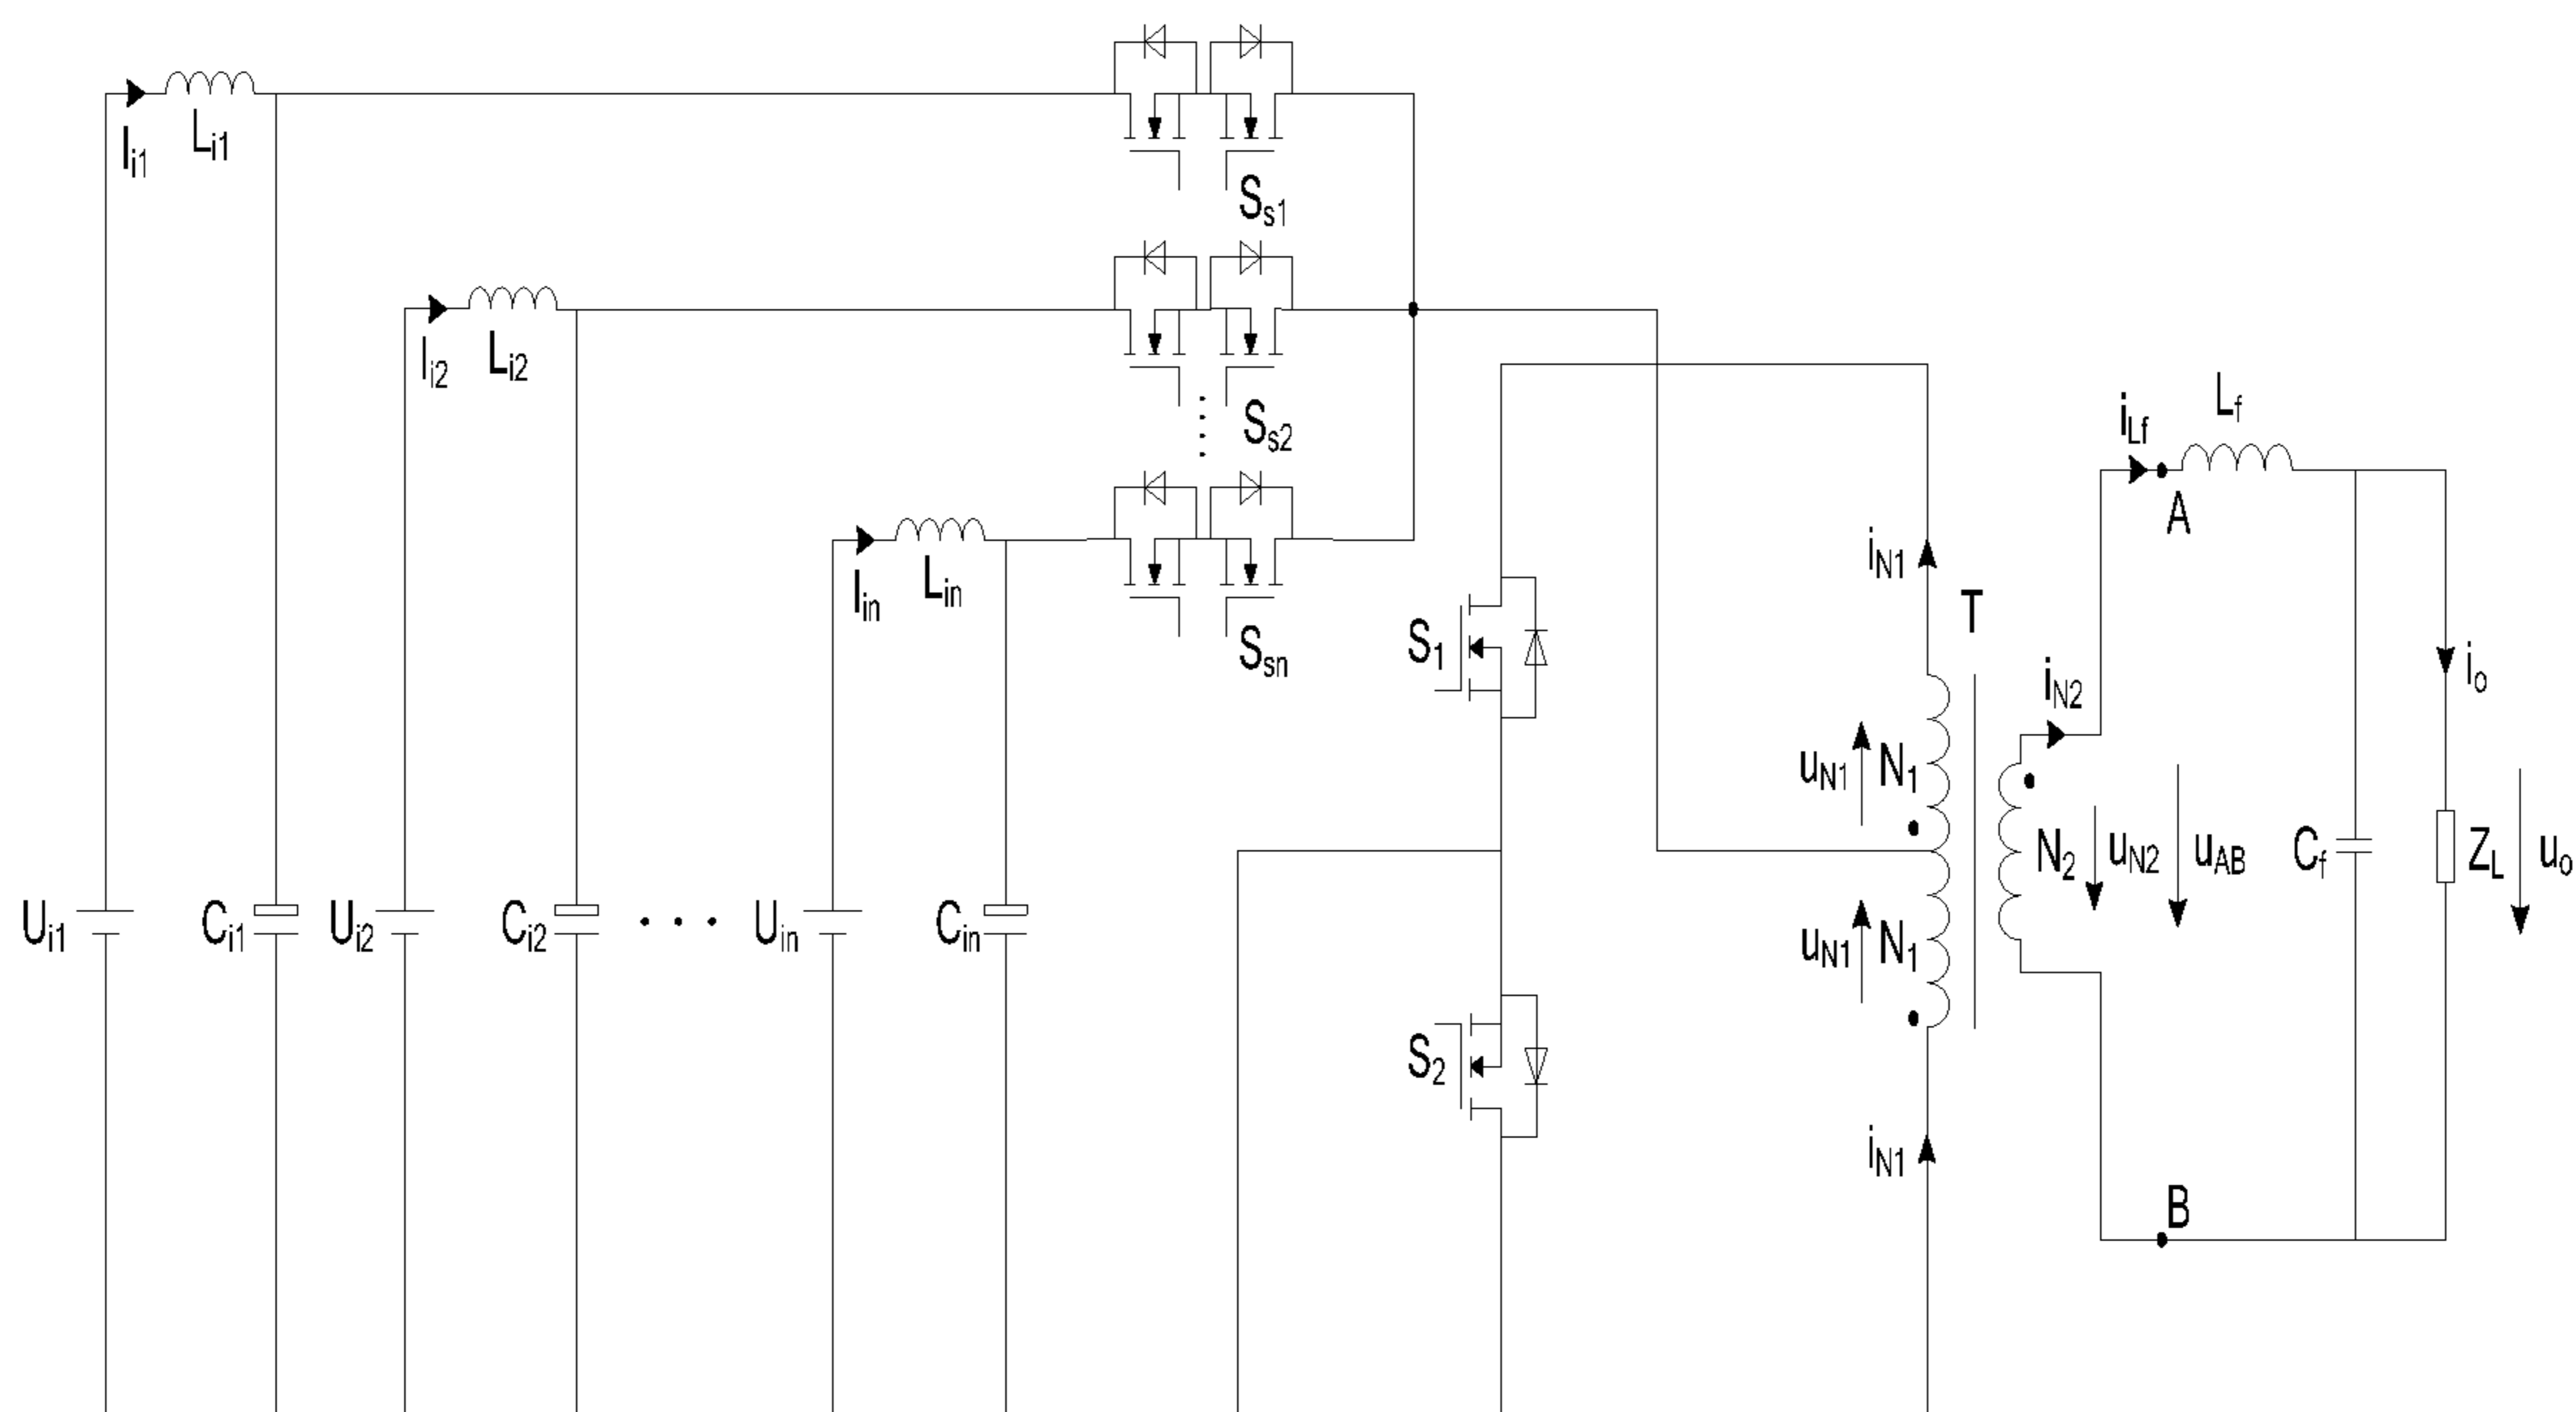 Ii1
Li1
Ss1
Ii2
Li2
Ss2
Iin
Lin
Ssn
S1
iN1
T
iLf
Lf
A
iN2
io
uN1
N1
uN1
N1
N2
uN2
uAB
Cf
ZL
uo
Ui1
Ci1
Ui2
Ci2
Uin
Cin
S2
iN1
B